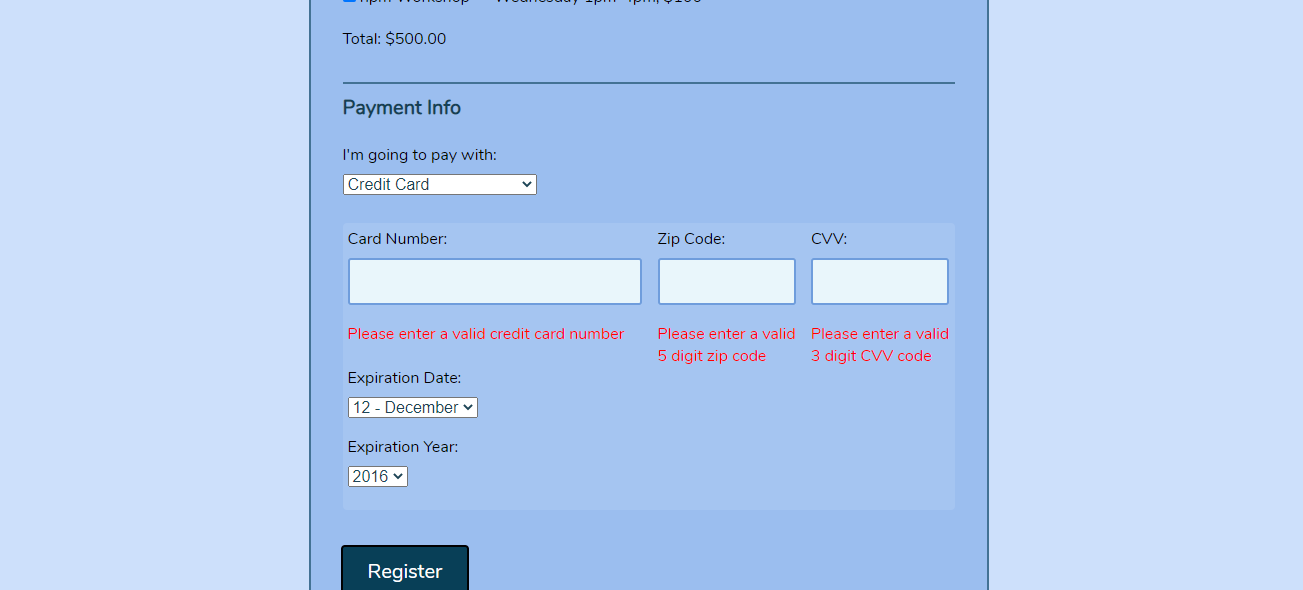 Total: $500.00
Payment Info
I'm going to pay with:
Credit Card
Card Number: Zip Code: CVV:
Please enter a valid credit card number Please enter a valid Please enter a valid
5 digit zip code 3 digit CVV code
Expiration Date:
12 - December
Expiration Year:
2016
Register